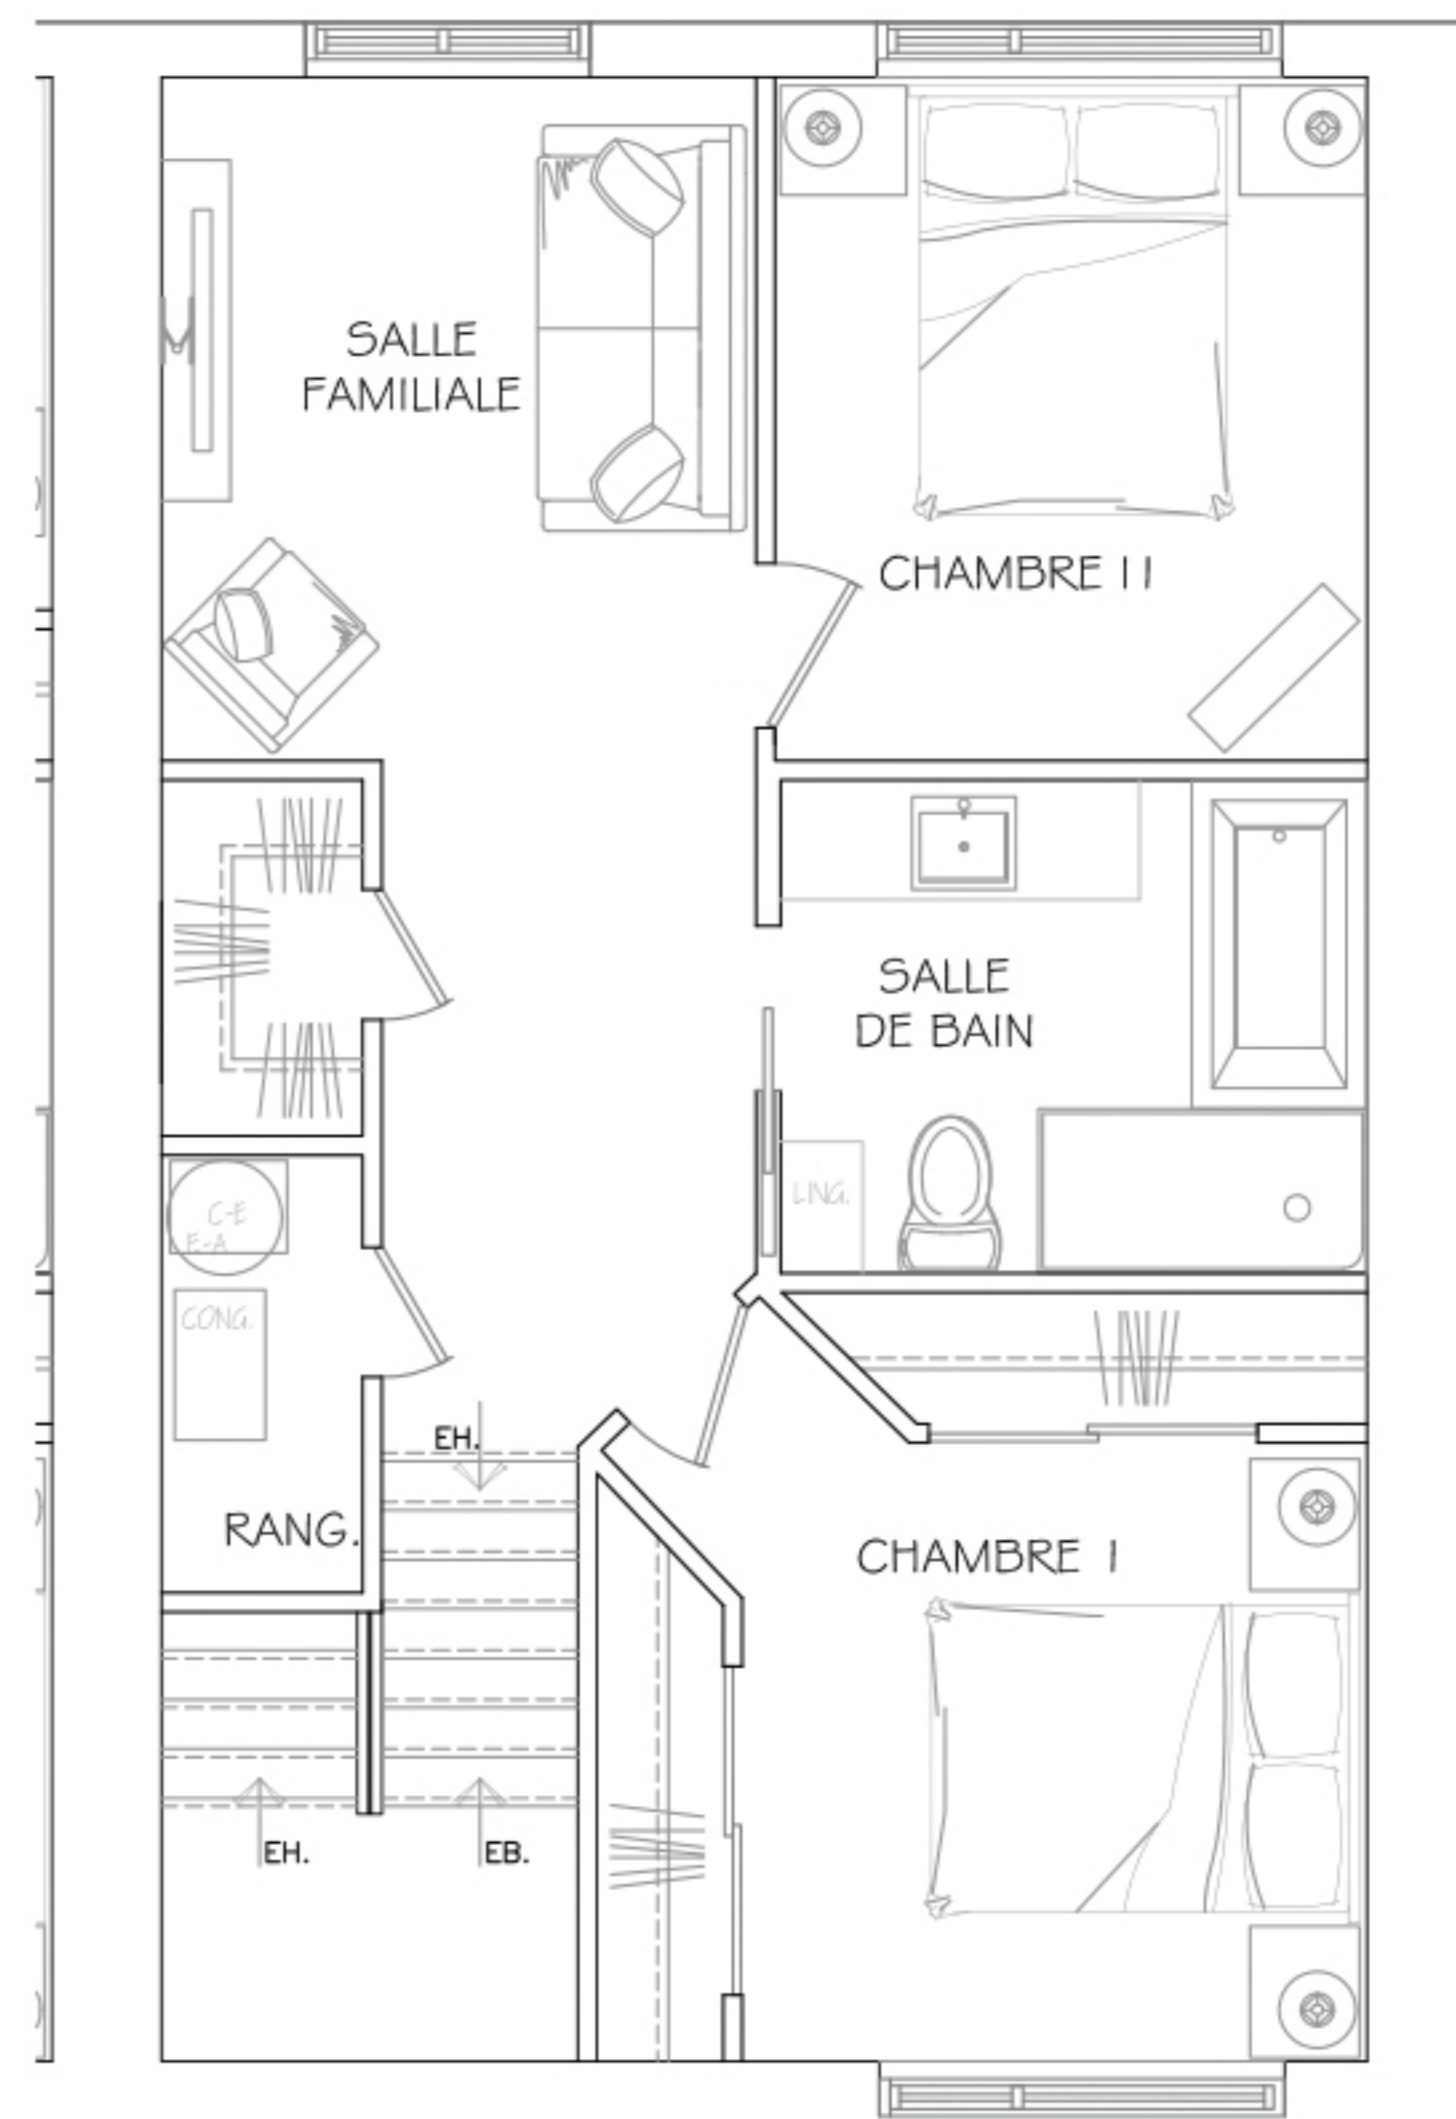 SALLE
FAMILIALE
CHAMBRE II
SALLE
DE BAIN
LING.
C-E
E-A
CONG.
EH.
RANG.
CHAMBRE I
EH.
EB.